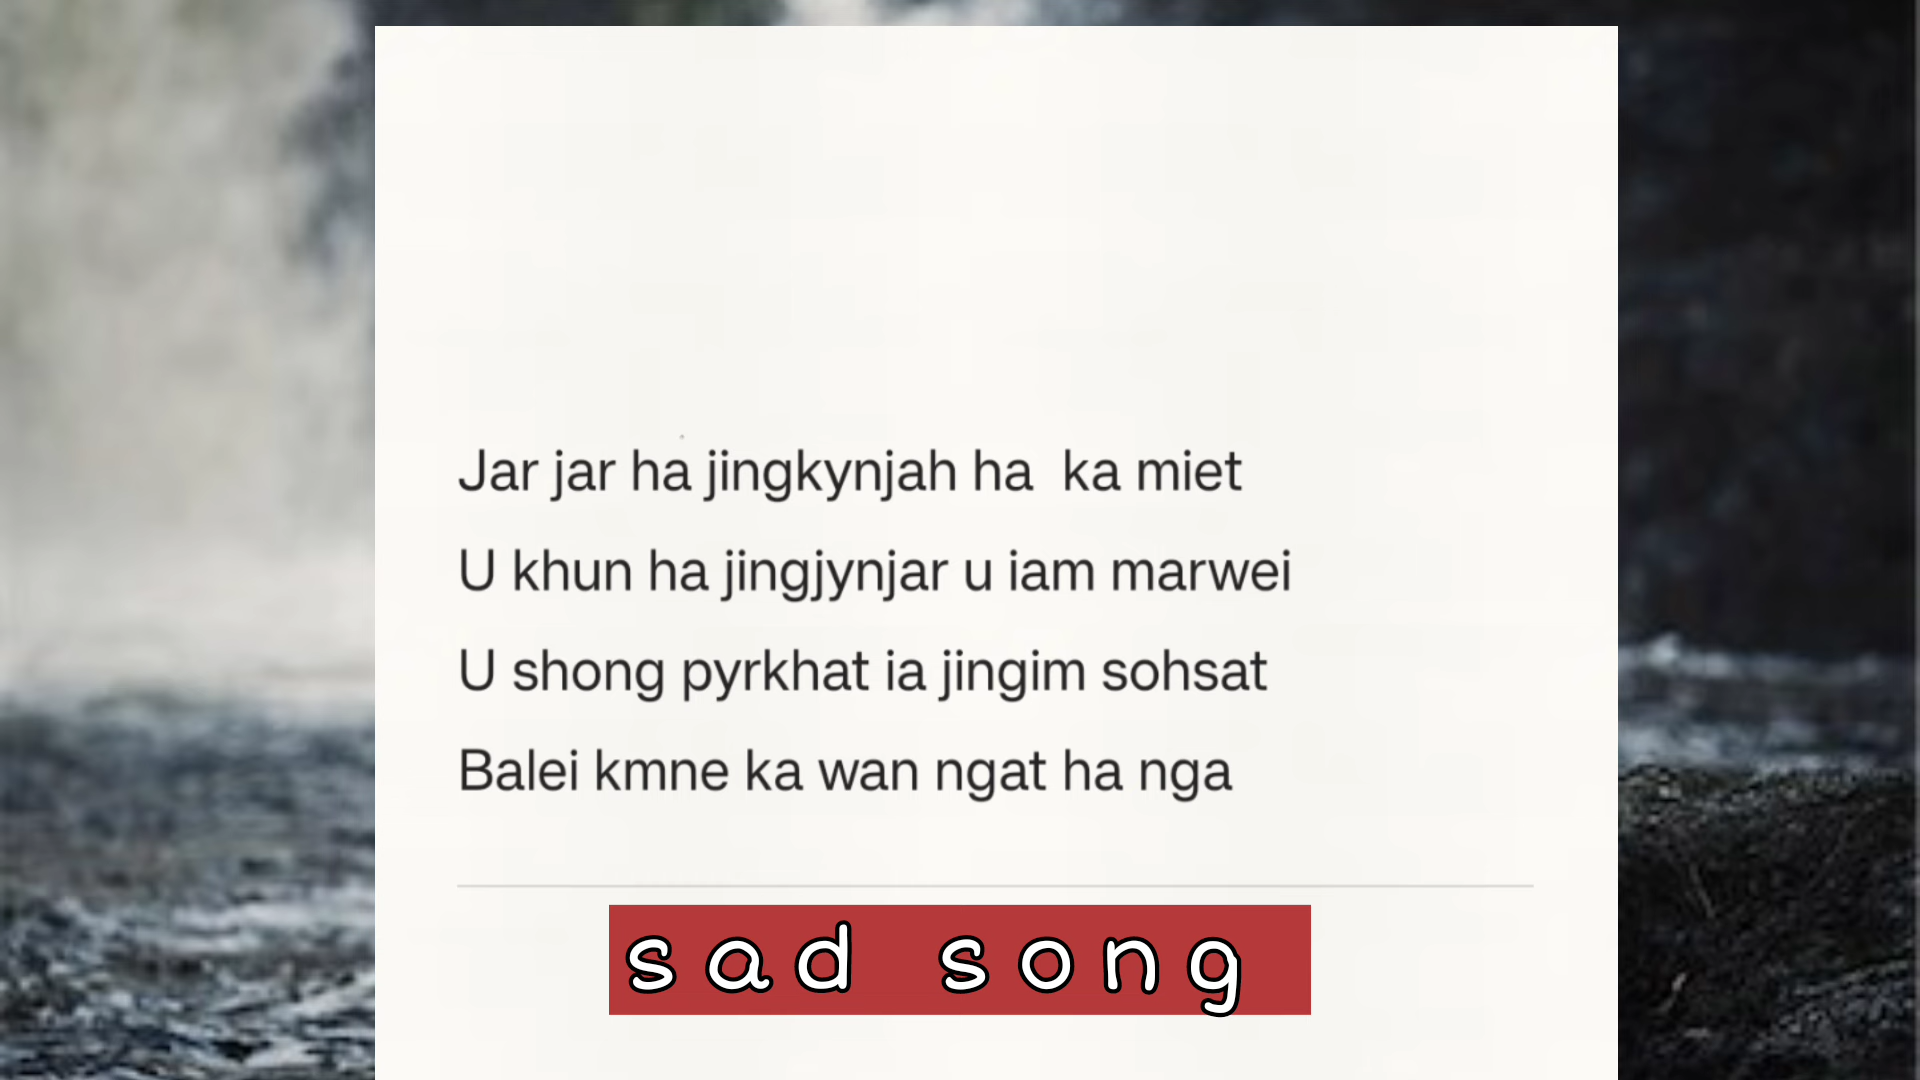 Jar jar ha jingkynjah ha ka miet
U khun ha jingjynjar u iam marwei
U shong pyrkhat ia jingim sohsat
Balei kmne ka wan ngat ha nga
sad song